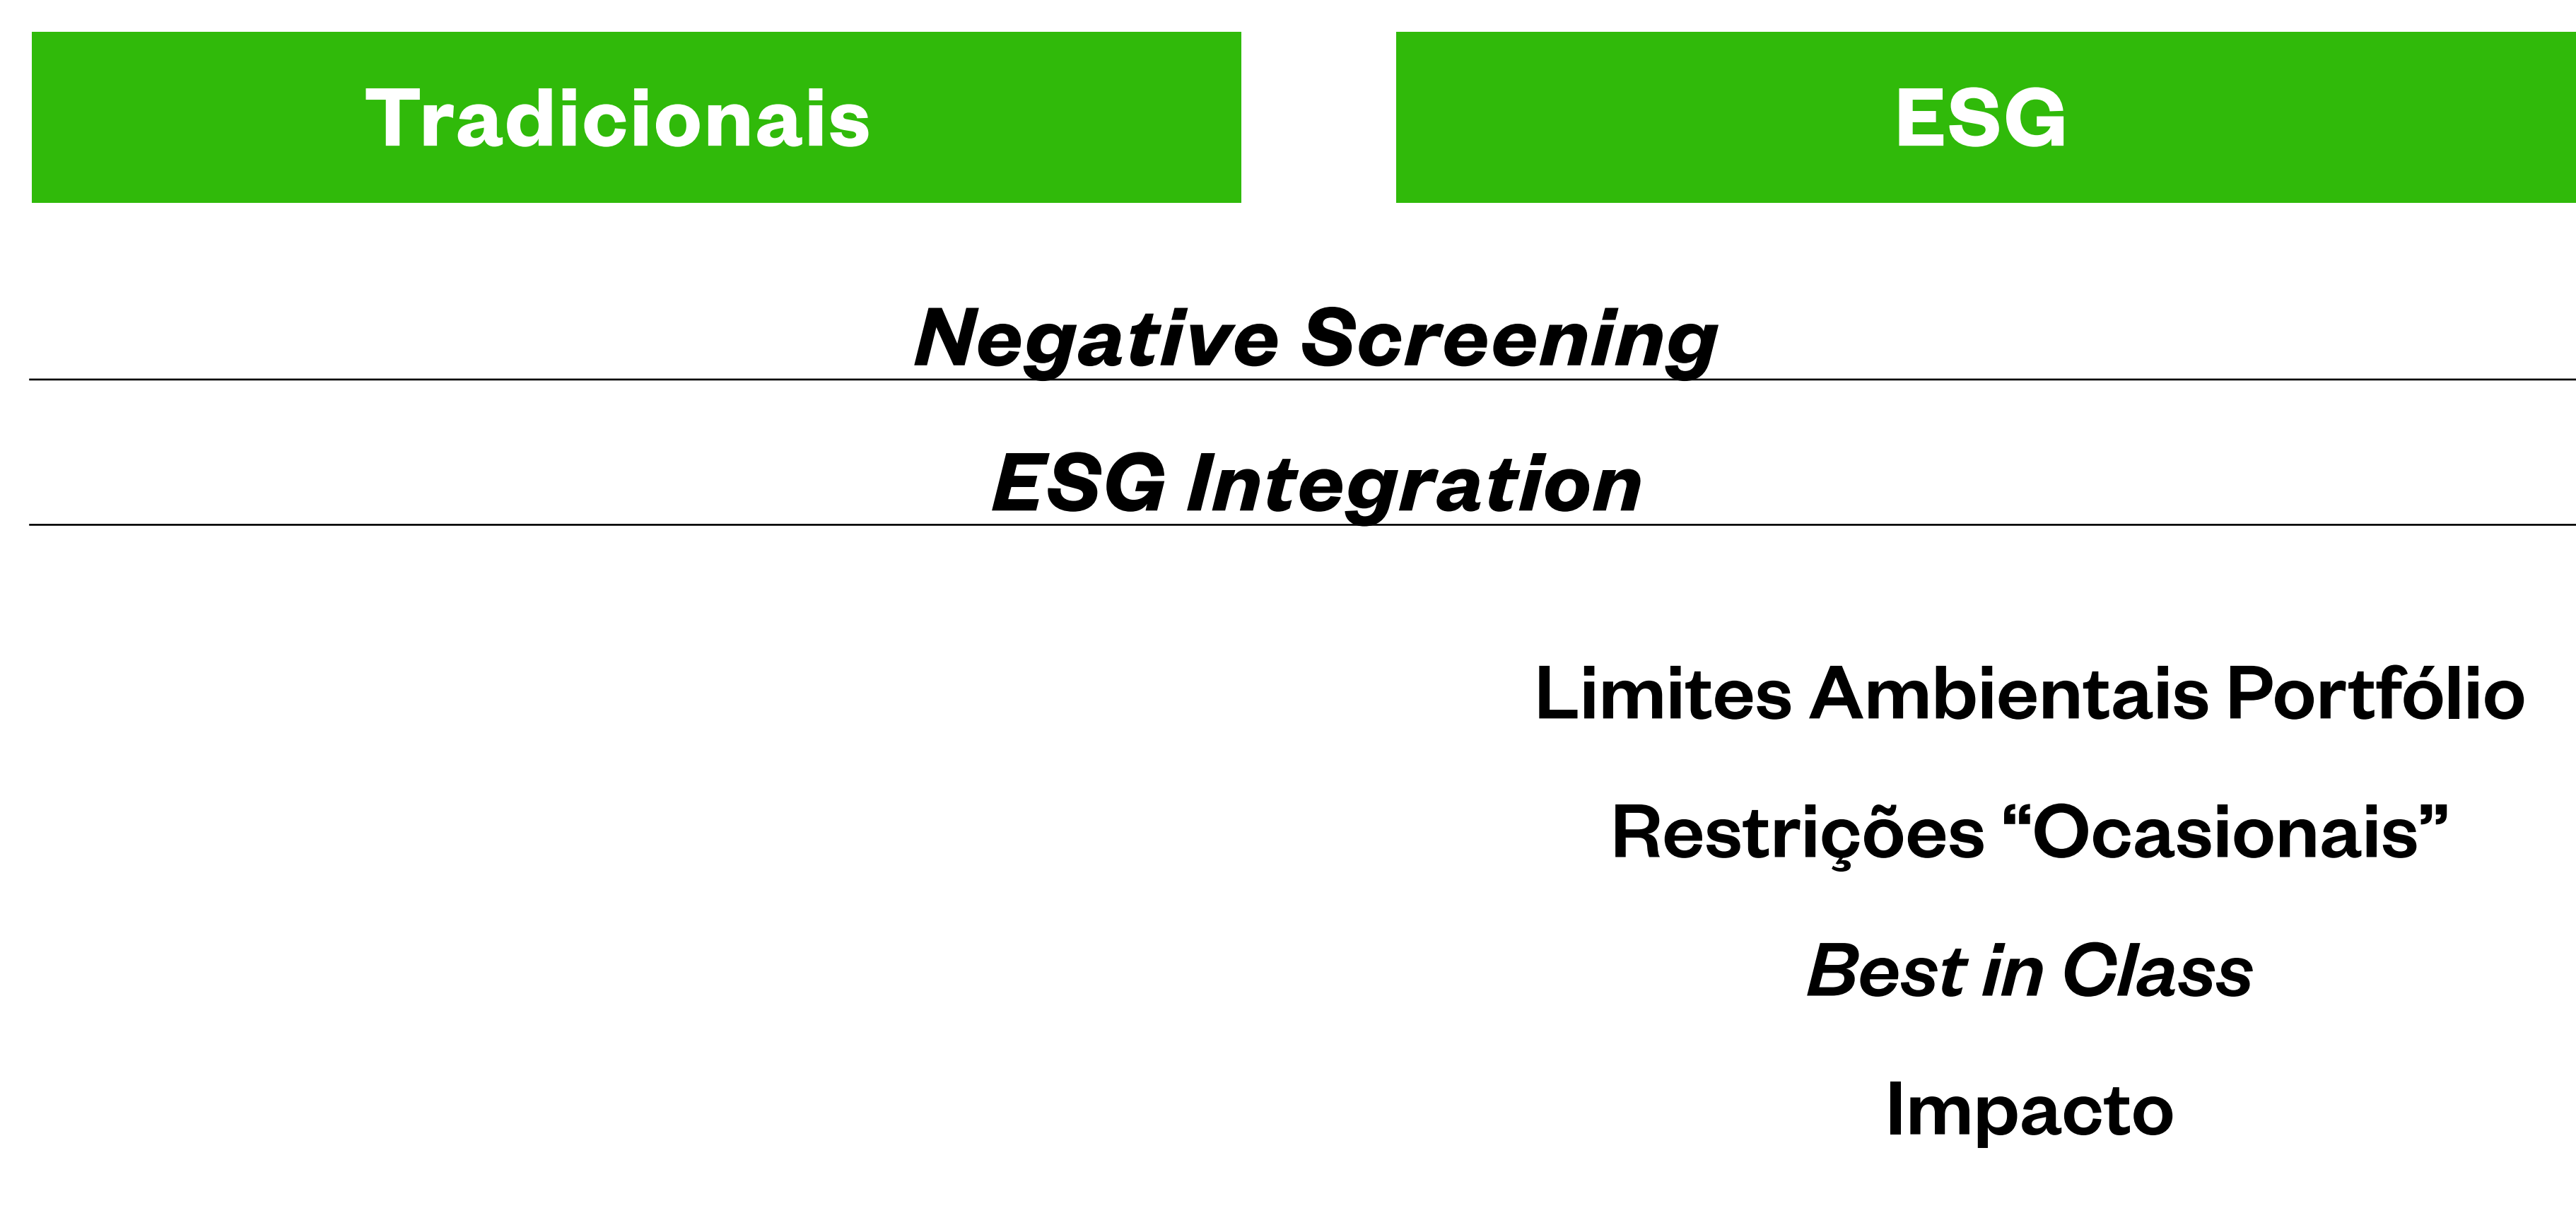 Tradicionais
ESG
Negative Screening
ESG Integration
Limites Ambientais Portfólio
Restrições “Ocasionais”
Best in Class
Impacto